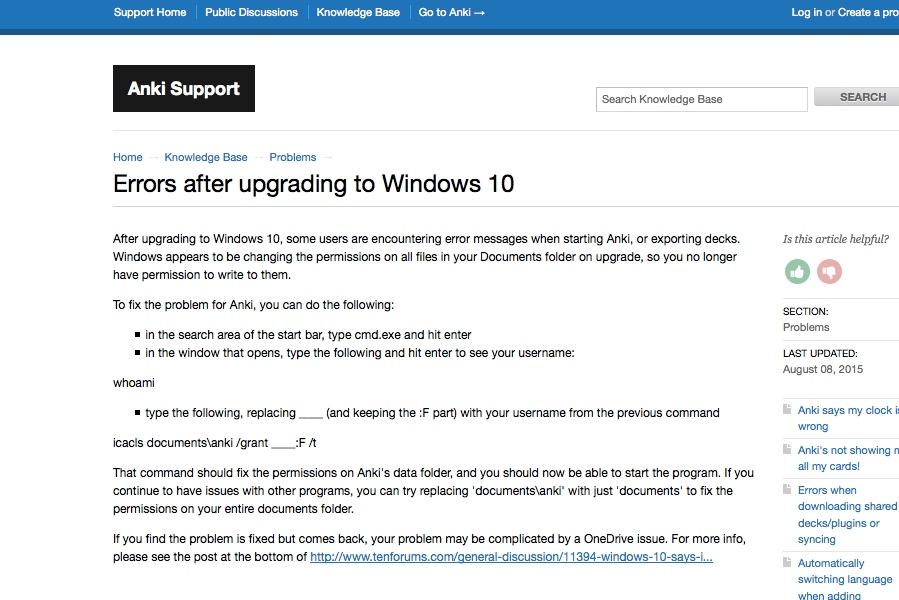 Support Home Public Discussions Knowledge Base Go to Anki → Log in or Create a pro
Anki Support
Search Knowledge Base SEARCH
Home → Knowledge Base → Problems →
Errors after upgrading to Windows 10
After upgrading to Windows 10, some users are encountering error messages when starting Anki, or exporting decks.
Windows appears to be changing the permissions on all files in your Documents folder on upgrade, so you no longer
have permission to write to them.
To fix the problem for Anki, you can do the following:
in the search area of the start bar, type cmd.exe and hit enter
in the window that opens, type the following and hit enter to see your username:
whoami
type the following, replacing ____ (and keeping the :F part) with your username from the previous command
icacls documents\anki /grant ____:F /t
That command should fix the permissions on Anki's data folder, and you should now be able to start the program. If you
continue to have issues with other programs, you can try replacing 'documents\anki' with just 'documents' to fix the
permissions on your entire documents folder.
If you find the problem is fixed but comes back, your problem may be complicated by a OneDrive issue. For more info,
please see the post at the bottom of http://www.tenforums.com/general-discussion/11394-windows-10-says-i...
Is this article helpful?
SECTION:
Problems
LAST UPDATED:
August 08, 2015
Anki says my clock is
wrong
Anki's not showing m
all my cards!
Errors when
downloading shared
decks/plugins or
syncing
Automatically
switching language
when adding